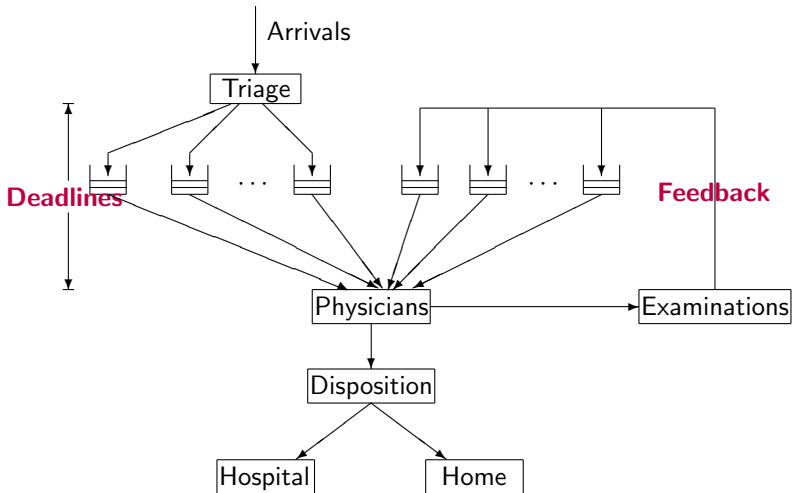 Arrivals
Triage
· · ·
· · ·
Deadlines
Feedback
Physicians
Examinations
Disposition
Hospital
Home